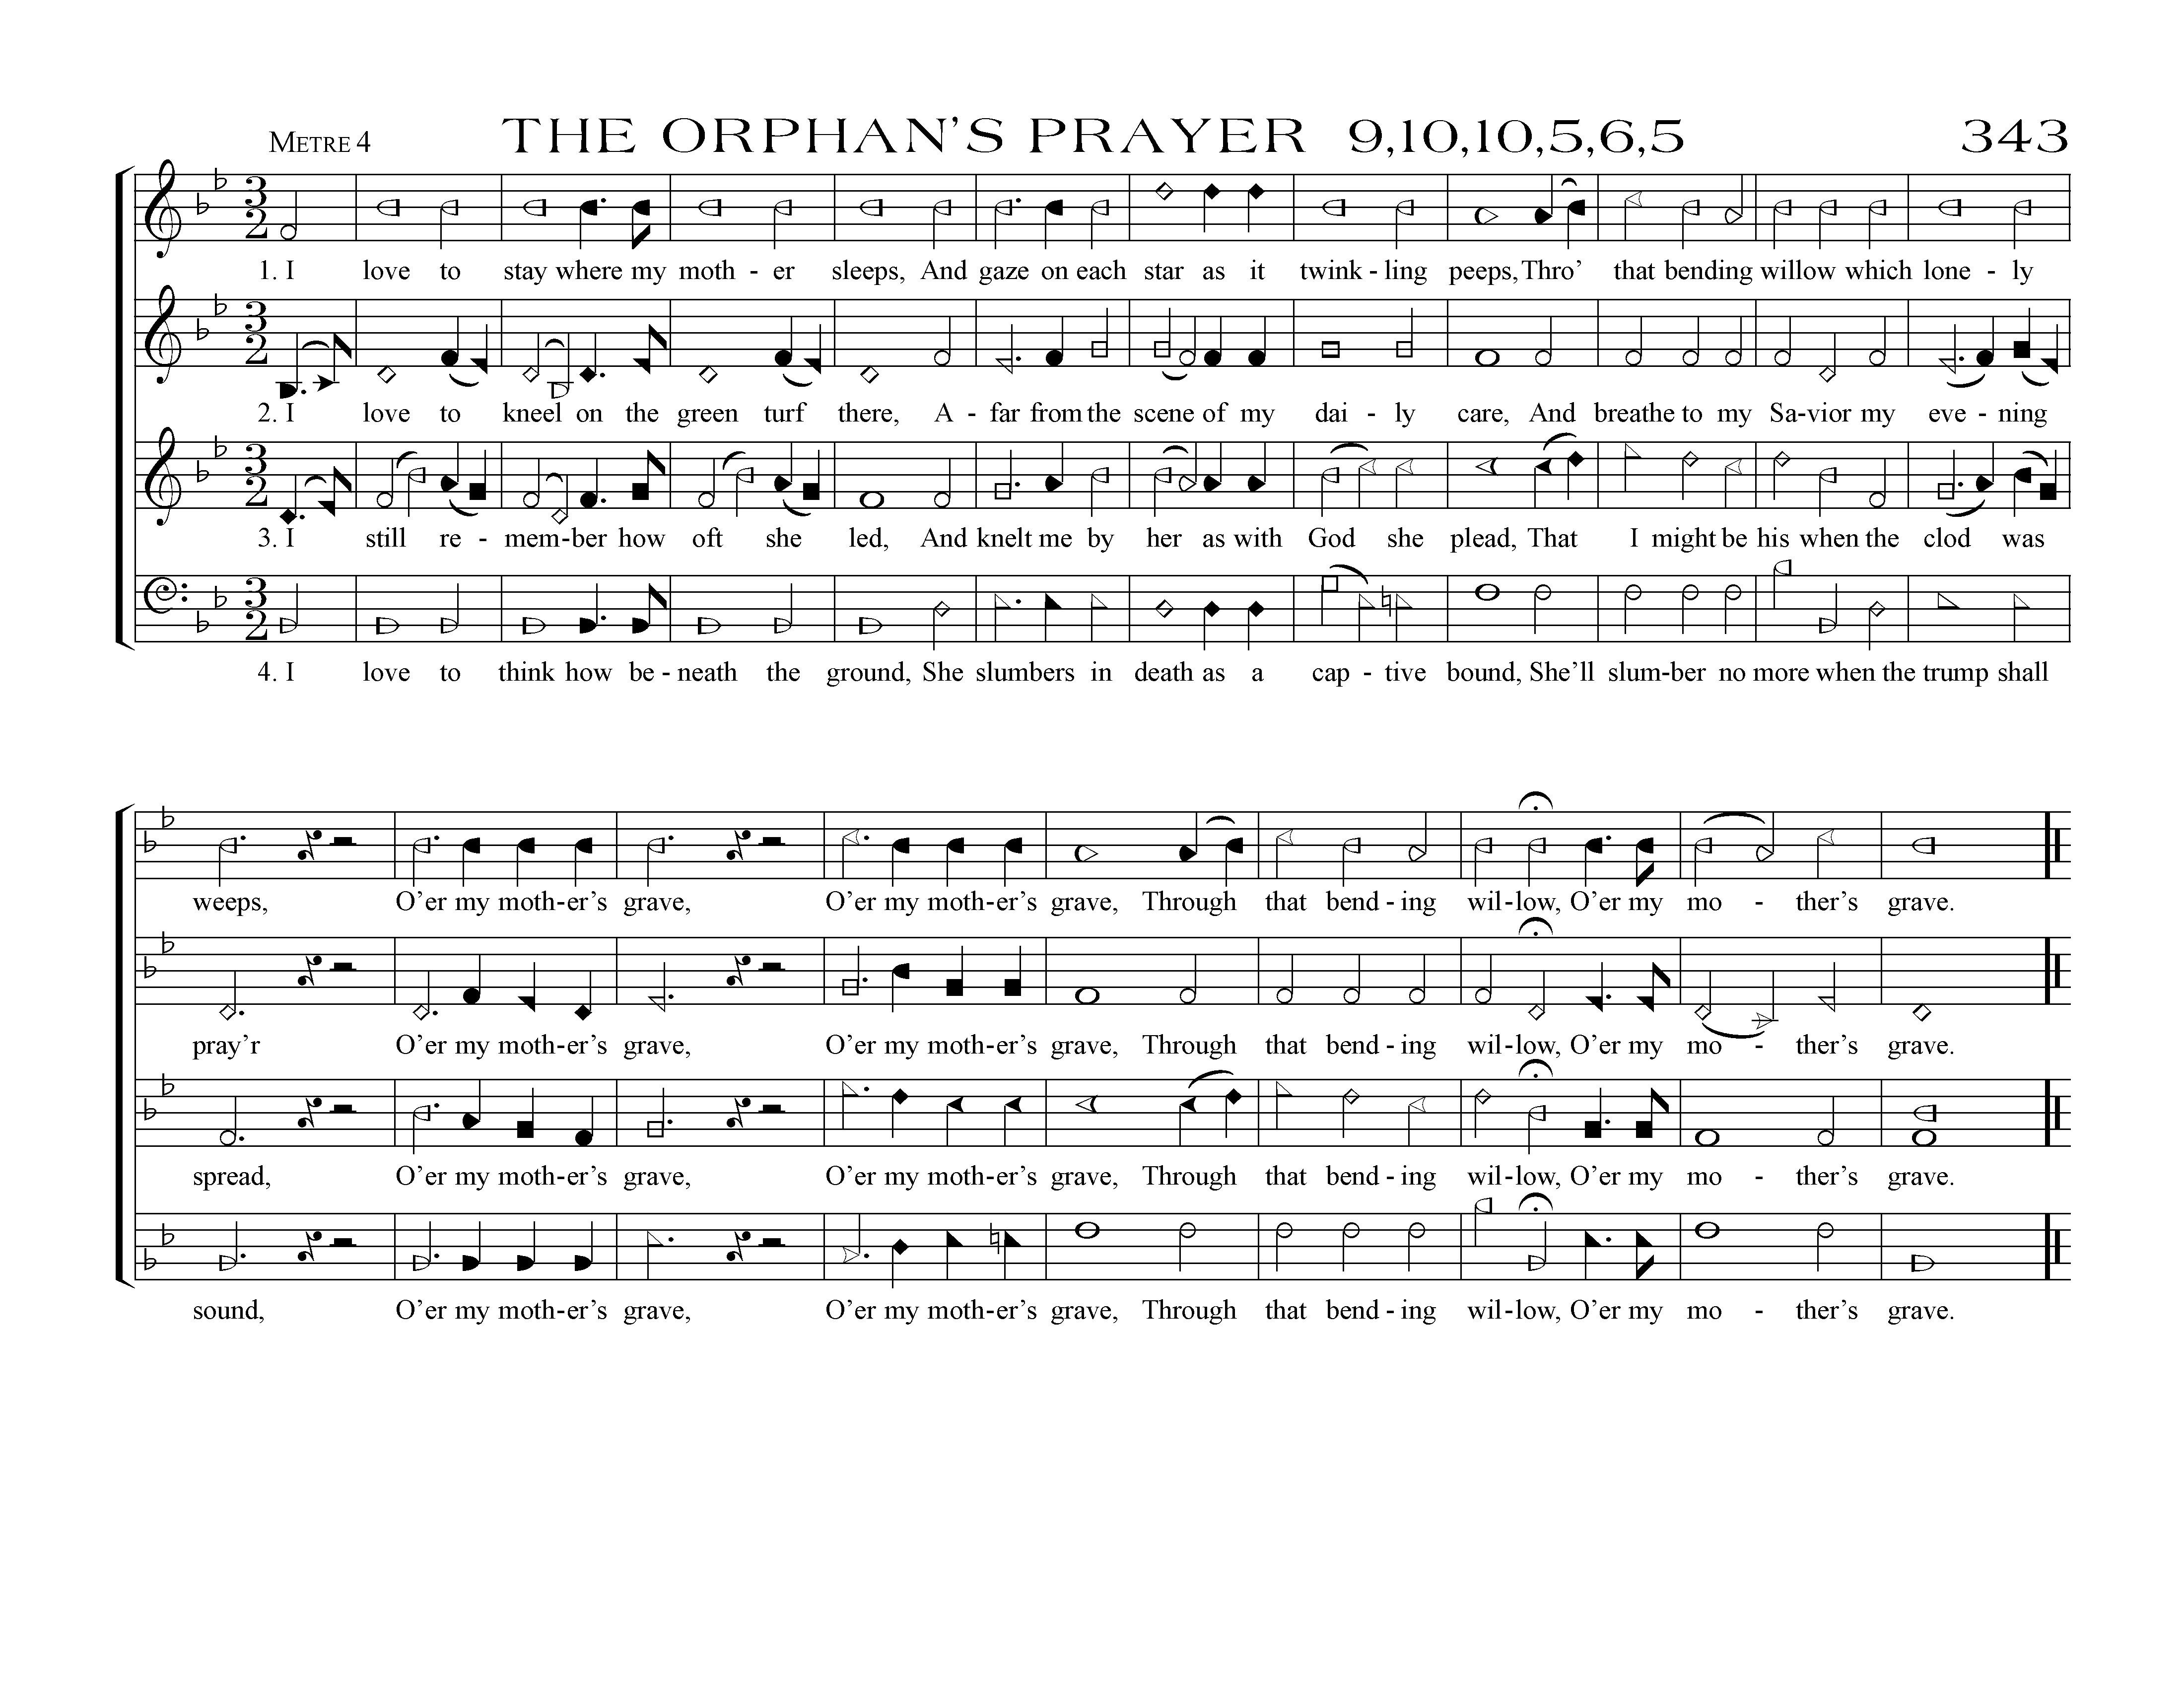 METRE 4 THE ORPHAN'S PRAYER 9,10,10,5,6,5 343
1. I love to stay where my moth - er sleeps, And gaze on each star as it twink - ling peeps, Thro' that bending willow which lone - ly
2. I love to kneel on the green turf there, A - far from the scene of my dai - ly care, And breathe to my Sa-vior my eve - ning
3. I still re - mem-ber how oft she led, And knelt me by her as with God she plead, That I might be his when the clod was
4. I love to think how be - neath the ground, She slumbers in death as a cap - tive bound, She'll slum-ber no more when the trump shall
weeps, O'er my moth-er's grave, O'er my moth-er's grave, Through that bend - ing wil-low, O'er my mo - ther's grave.
pray'r O'er my moth-er's grave, O'er my moth-er's grave, Through that bend - ing wil-low, O'er my mo - ther's grave.
spread, O'er my moth-er's grave, O'er my moth-er's grave, Through that bend - ing wil-low, O'er my mo - ther's grave.
sound, O'er my moth-er's grave, O'er my moth-er's grave, Through that bend - ing wil-low, O'er my mo - ther's grave.